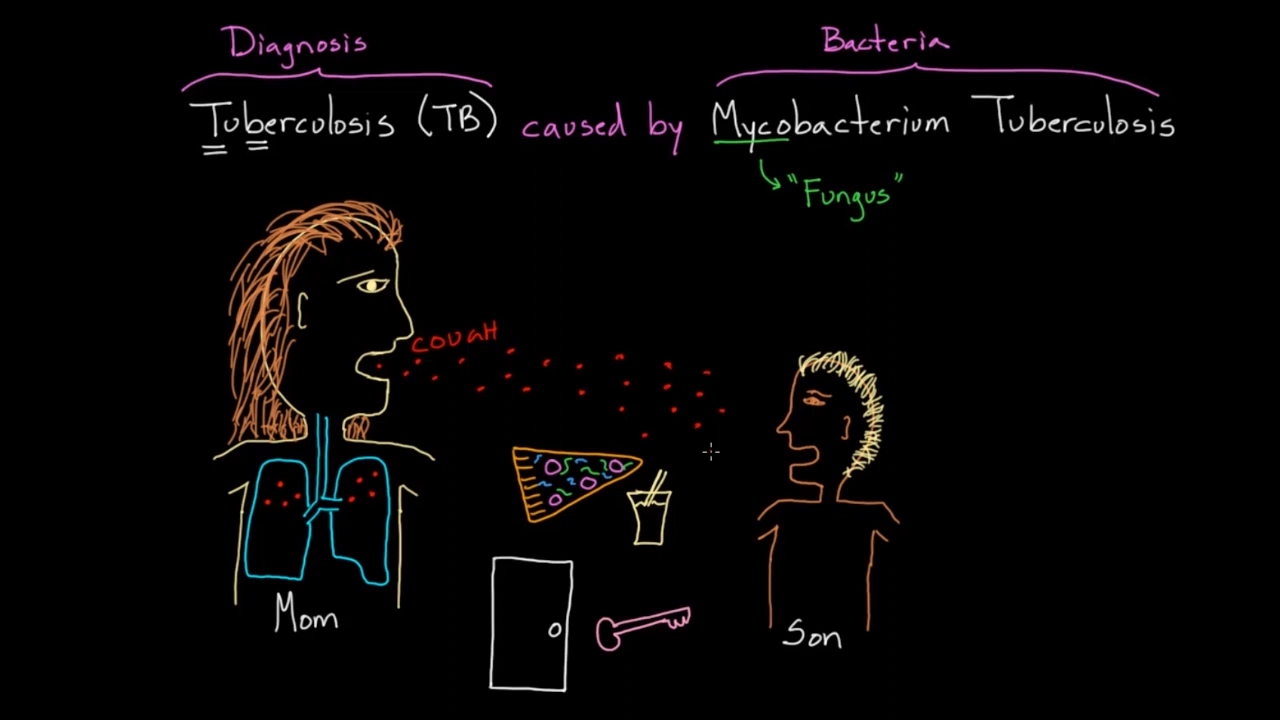 Diagnosis Bacteria
Tuberculosis (TB) caused by Mycobacterium Tuberculosis
"Fungus"
COUGH
Mom
Son